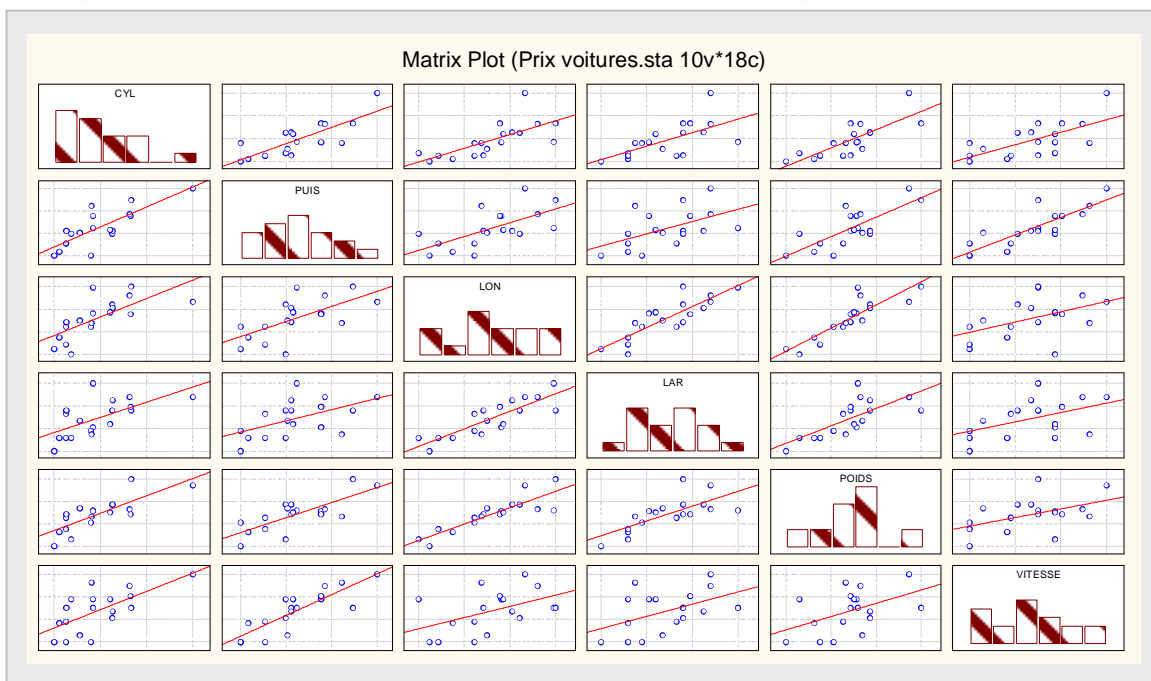 Matrix Plot (Prix voitures.sta 10v*18c)
CYL
PUIS
LON
LAR
POIDS
VITESSE